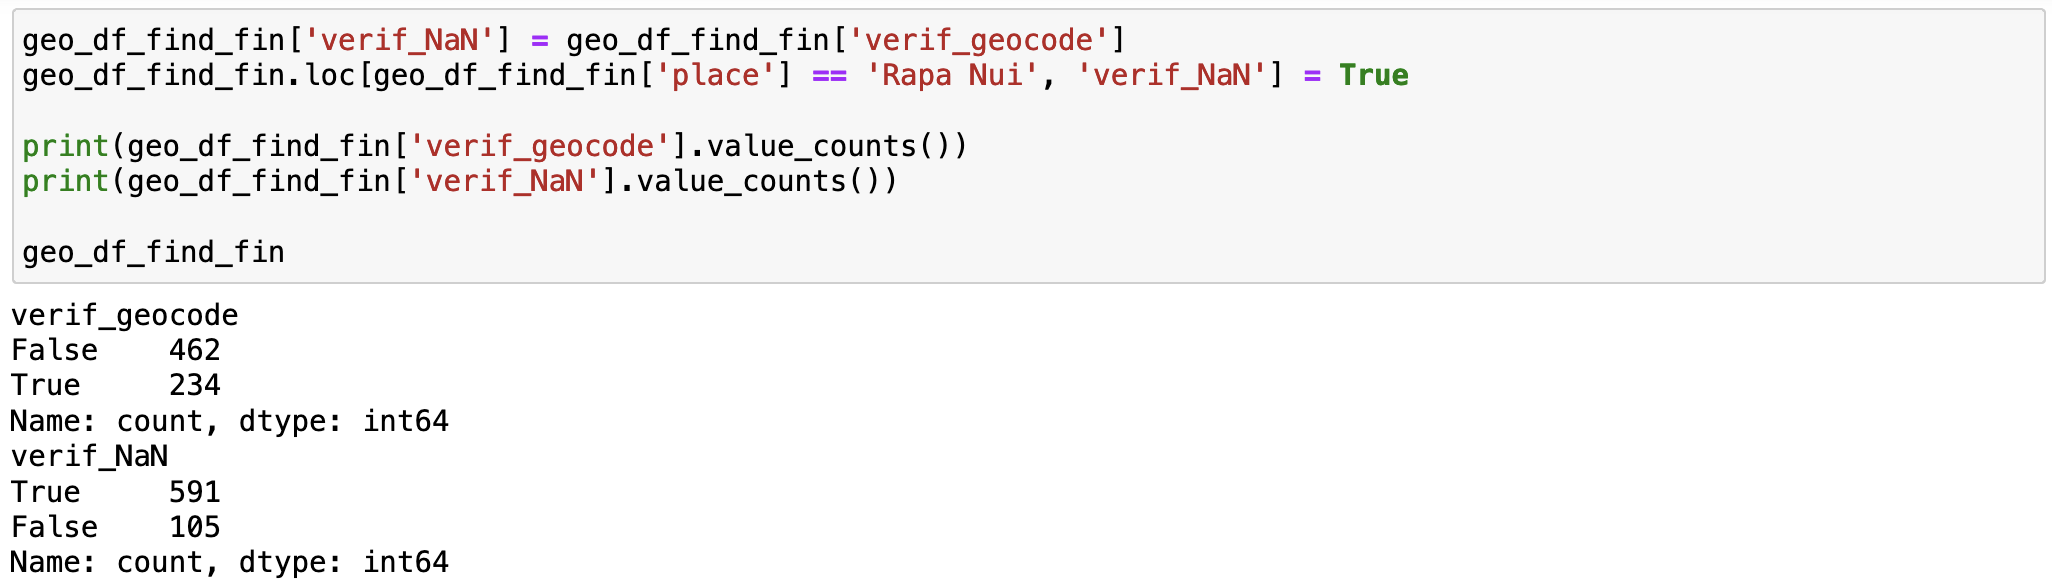 geo_df_find_fin['verif_NaN'] = geo_df_find_fin['verif_geocode']
geo_df_find_fin.loc[geo_df_find_fin['place'] == 'Rapa Nui', 'verif_NaN'] = True
print(geo_df_find_fin['verif_geocode'].value_counts())
print(geo_df_find_fin['verif_NaN'].value_counts())
geo_df_find_fin
verif_geocode
False    462
True     234
Name: count, dtype: int64
verif_NaN
True     591
False    105
Name: count, dtype: int64